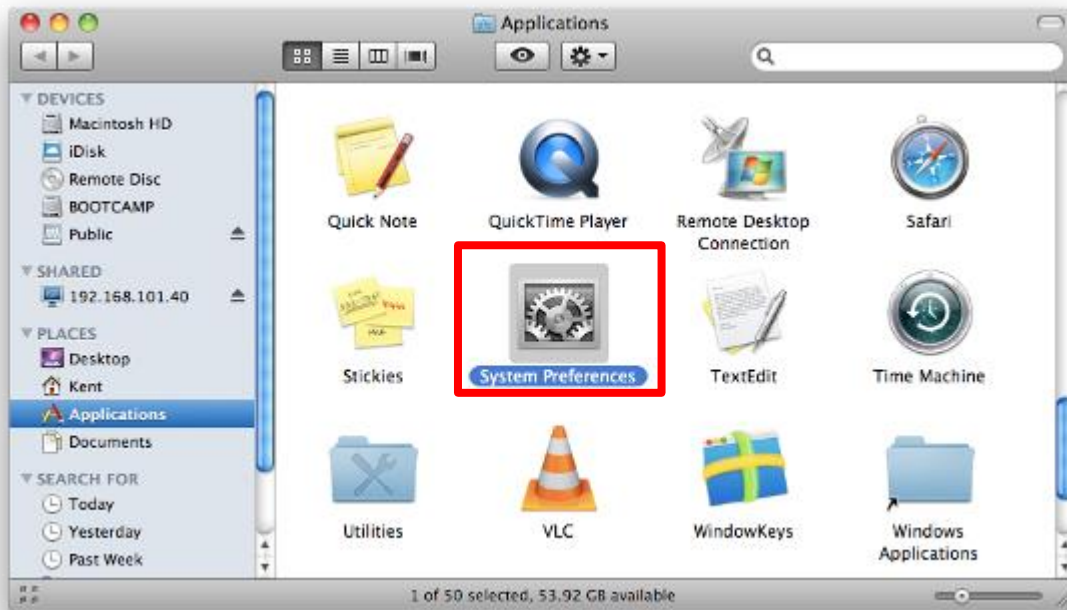 Applications
DEVICES
Macintosh HD
iDisk
Remote Disc
BOOTCAMP
Public
SHARED
192.168.101.40
PLACES
Desktop
Kent
Applications
Documents
SEARCH FOR
Today
Yesterday
Past Week
Quick Note
QuickTime Player
Remote Desktop
Connection
Safari
Stickies
System Preferences
TextEdit
Time Machine
Utilities
VLC
WindowKeys
Windows
Applications
1 of 50 selected, 53.92 GB available